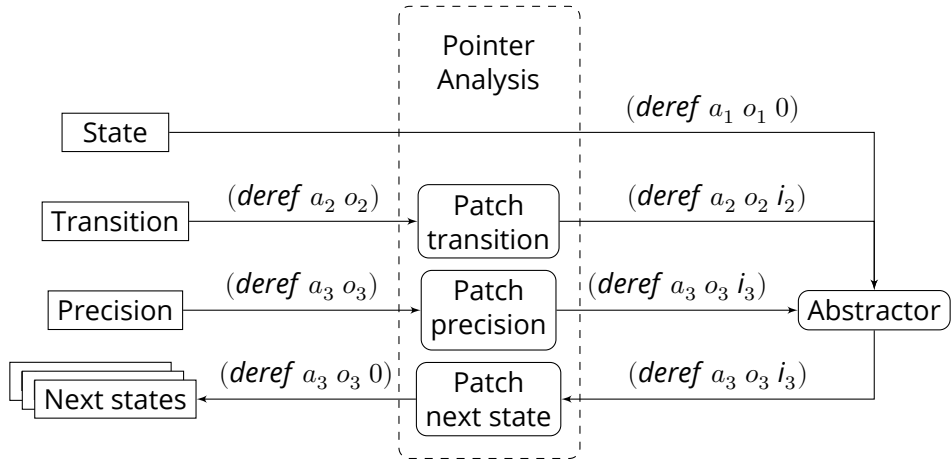 Pointer
Analysis
(deref a₁ o₁ 0)
State
(deref a₂ o₂)
Patch
transition
(deref a₂ o₂ i₂)
Transition
(deref a₃ o₃)
Patch
precision
(deref a₃ o₃ i₃)
Precision
Abstractor
(deref a₃ o₃ 0)
Patch
next state
(deref a₃ o₃ i₃)
Next states